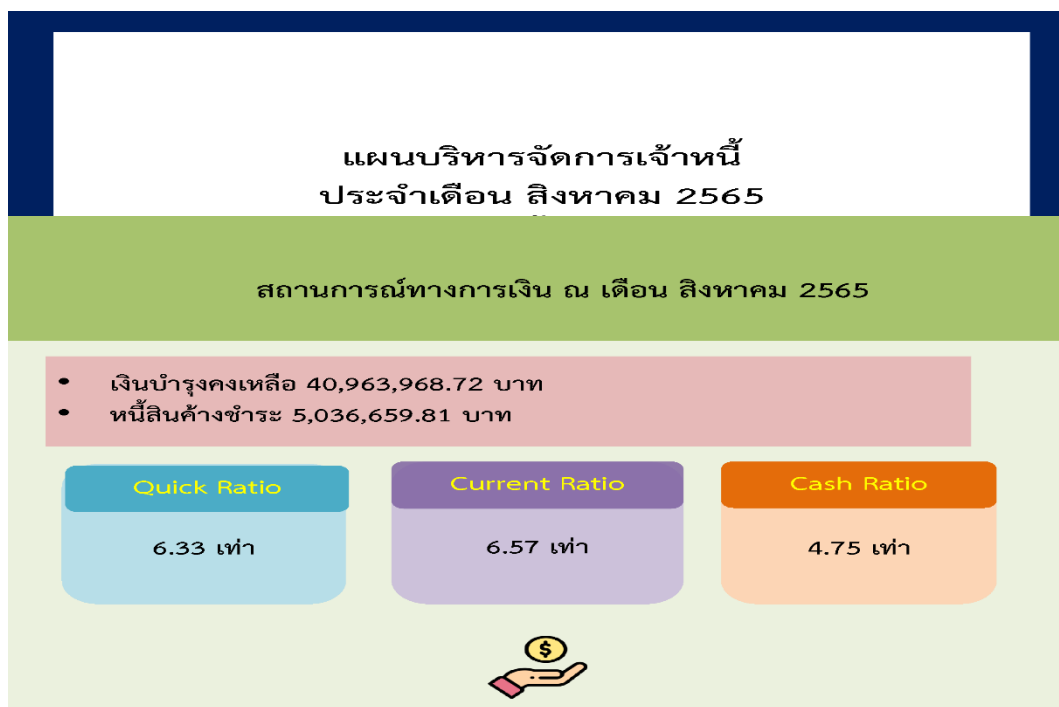 แผนบริหารจัดการเจ้าหนี้
ประจำเดือน สิงหาคม 2565
สถานการณ์ทางการเงิน ณ เดือน สิงหาคม 2565
• เงินบำรุงคงเหลือ 40,963,968.72 บาท
• หนี้สินค้างชำระ 5,036,659.81 บาท
Quick Ratio
6.33 เท่า
Current Ratio
6.57 เท่า
Cash Ratio
4.75 เท่า
$